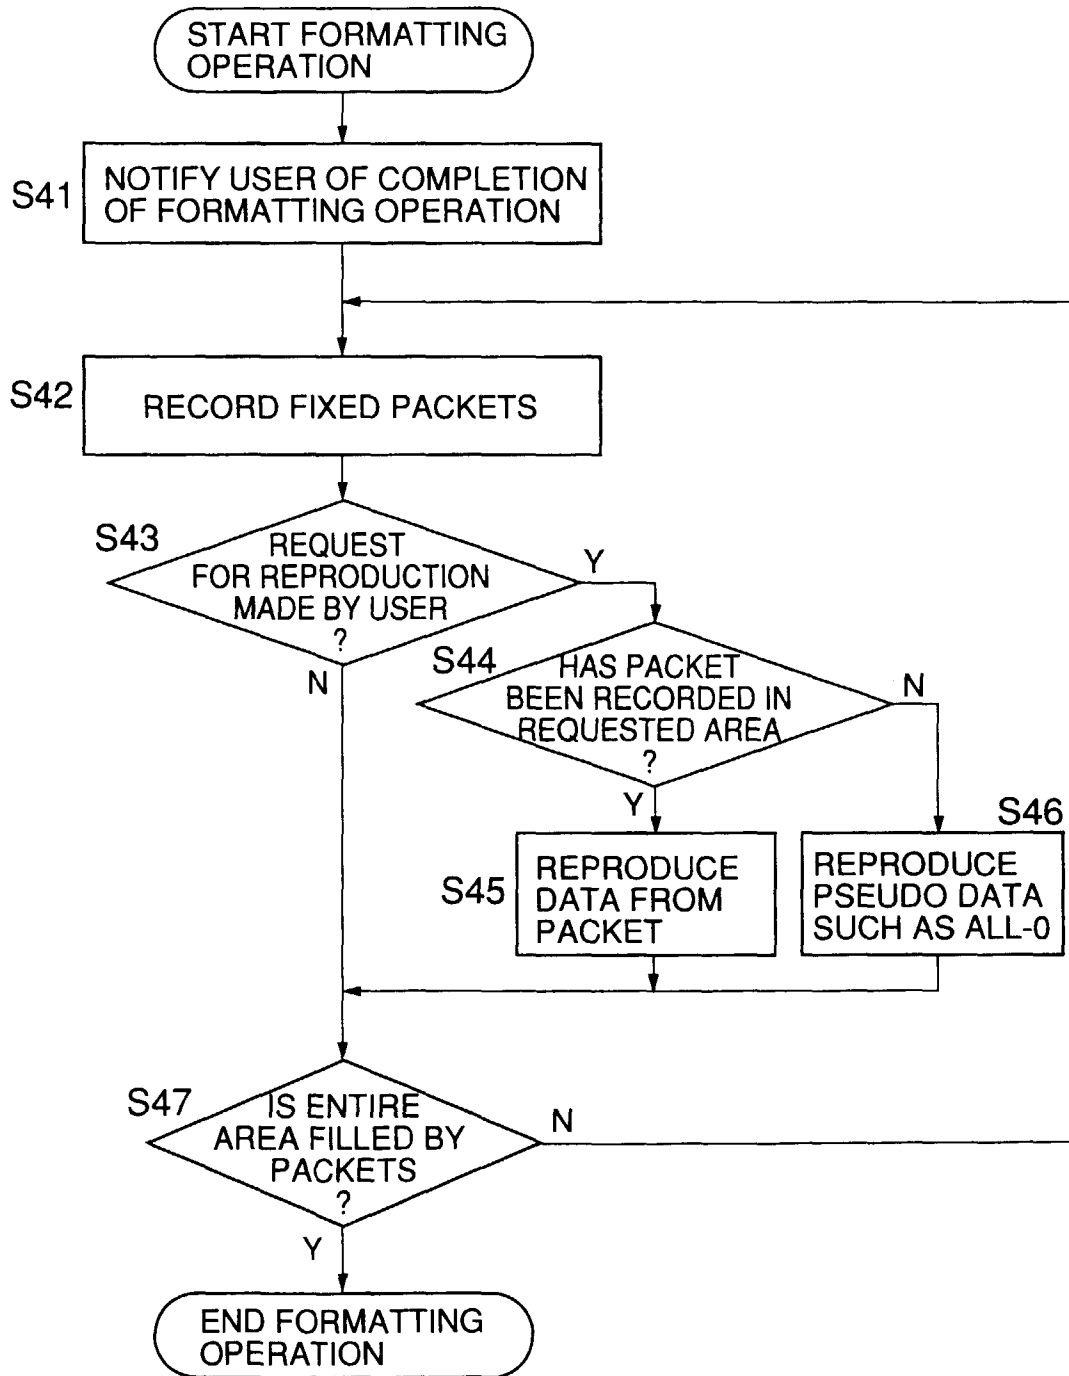 START FORMATTING
OPERATION
S41
NOTIFY USER OF COMPLETION
OF FORMATTING OPERATION
S42
RECORD FIXED PACKETS
S43
REQUEST
FOR REPRODUCTION
MADE BY USER
?
Y
N
S44
HAS PACKET
BEEN RECORDED IN
REQUESTED AREA
?
N
Y
S45
REPRODUCE
DATA FROM
PACKET
S46
REPRODUCE
PSEUDO DATA
SUCH AS ALL-0
S47
IS ENTIRE
AREA FILLED BY
PACKETS
?
N
Y
END FORMATTING
OPERATION